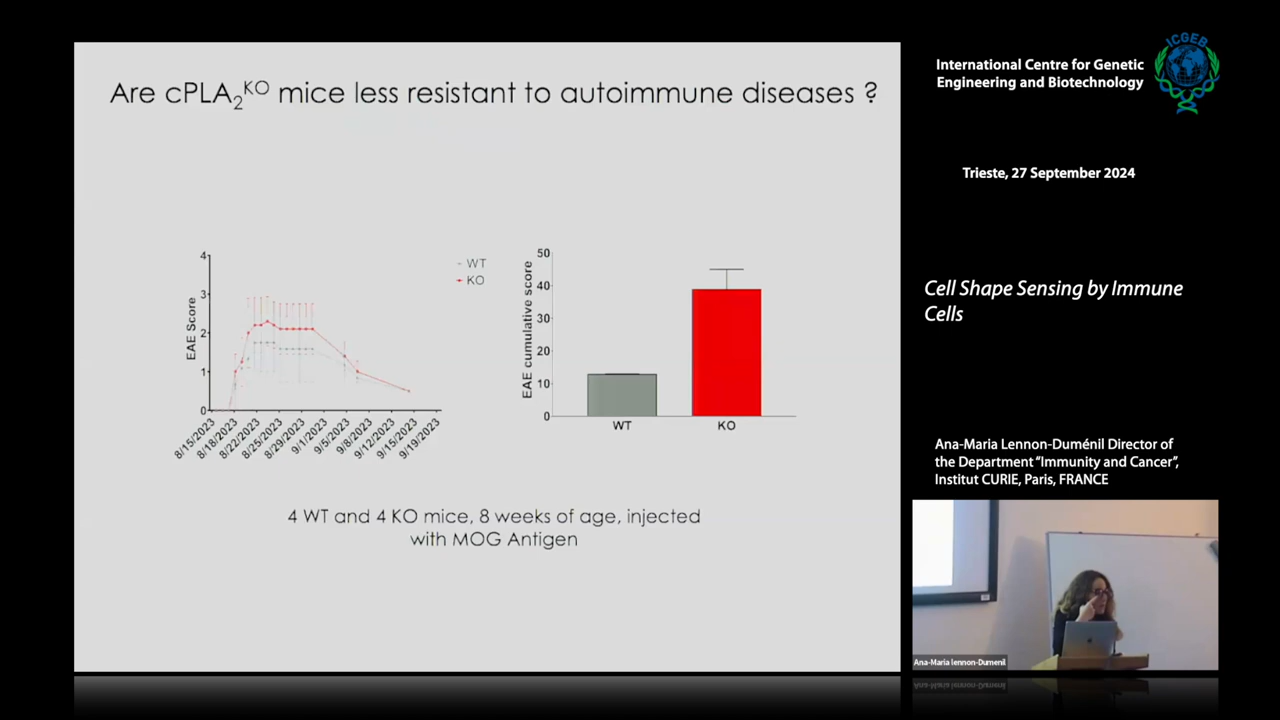 Are cPLA₂ᴷᴼ mice less resistant to autoimmune diseases ?
EAE Score
4
3
2
1
0
8/15/2023
8/18/2023
8/22/2023
8/25/2023
8/29/2023
9/1/2023
9/5/2023
9/8/2023
9/12/2023
9/15/2023
9/19/2023
WT
KO
EAE cumulative score
50
40
30
20
10
0
WT
KO
4 WT and 4 KO mice, 8 weeks of age, injected
with MOG Antigen
International Centre for Genetic
Engineering and Biotechnology
ICGEB
Trieste, 27 September 2024
Cell Shape Sensing by Immune
Cells
Ana-Maria Lennon-Duménil Director of
the Department “Immunity and Cancer”,
Institut CURIE, Paris, FRANCE
Ana-Maria lennon-Dumenil